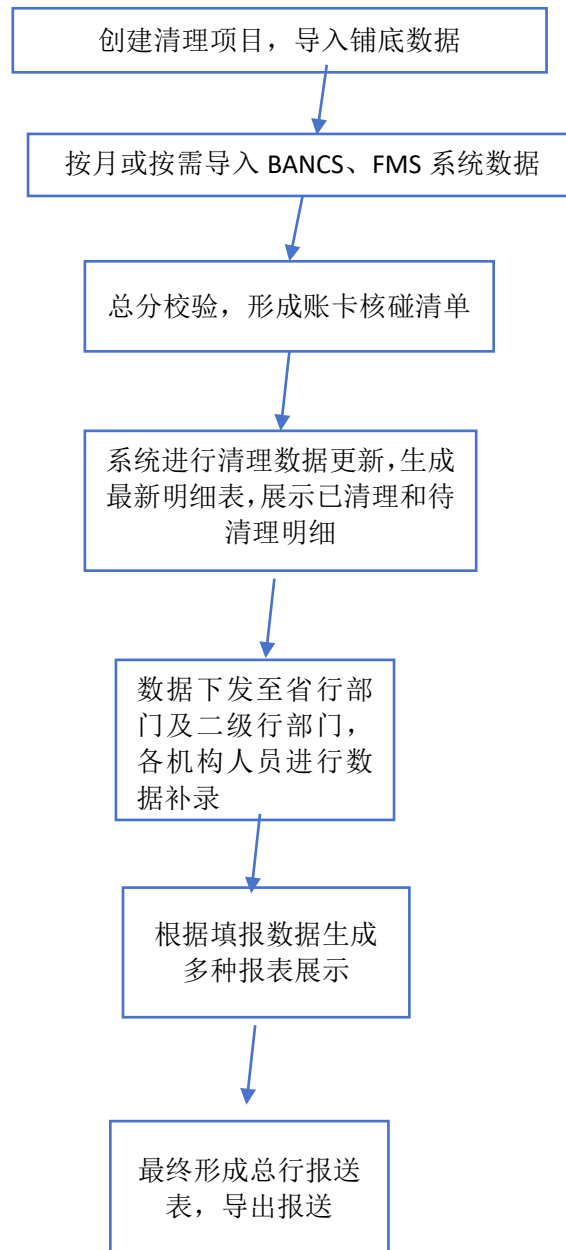 创建清理项目，导入铺底数据
按月或按需导入 BANCS、FMS 系统数据
总分校验，形成账卡核碰清单
系统进行清理数据更新，生成
最新明细表，展示已清理和待
清理明细
数据下发至省行部
门及二级行部门，
各机构人员进行数
据补录
根据填报数据生成
多种报表展示
最终形成总行报送
表，导出报送